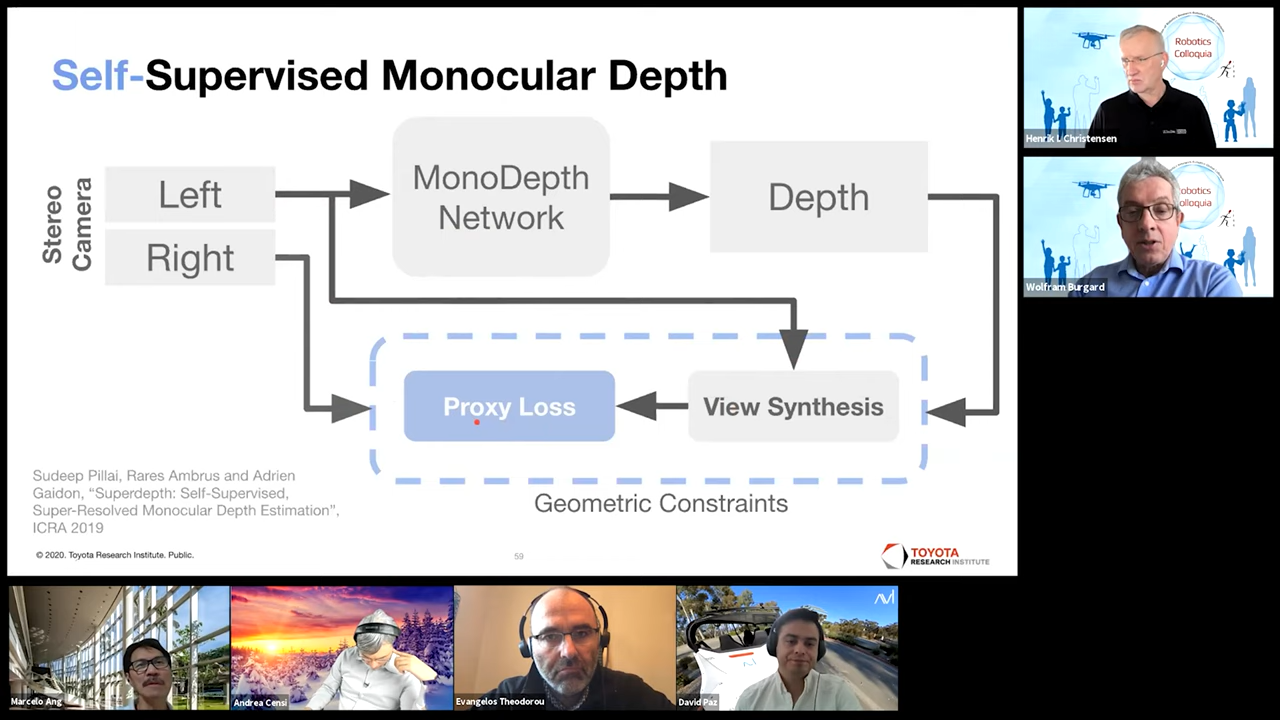 Self-Supervised Monocular Depth
Stereo
Camera
Left
Right
MonoDepth
Network
Depth
Proxy Loss
View Synthesis
Geometric Constraints
Sudeep Pillai, Rares Ambrus and Adrien
Gaidon, “Superdepth: Self-Supervised,
Super-Resolved Monocular Depth Estimation”,
ICRA 2019
© 2020. Toyota Research Institute. Public.
59
TOYOTA
RESEARCH INSTITUTE
Robotics
Colloquia
Henrik I Christensen
Robotics
Colloquia
Wolfram Burgard
Marcelo Ang
Andrea Censi
Evangelos Theodorou
David Paz